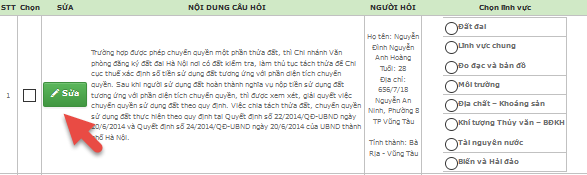 STT Chọn SỬA NỘI DUNG CÂU HỎI NGƯỜI HỎI Chọn lĩnh vực
1
Sửa
Trường hợp được phép chuyển quyền một phần thửa đất, thì Chi nhánh Văn
phòng đăng ký đất đai Hà Nội nơi có đất kiểm tra, làm thủ tục tách thửa để Chi
cục thuế xác định số tiền sử dụng đất tương ứng với phần diện tích chuyển
quyền. Sau khi người sử dụng đất hoàn thành nghĩa vụ nộp tiền sử dụng đất
tương ứng với phần diện tích chuyển quyền, thì được xem xét, giải quyết việc
chuyển quyền sử dụng đất theo quy định. Việc chia tách thửa đất, chuyển quyền
sử dụng đất thực hiện theo quy định tại Quyết định số 22/2014/QĐ-UBND ngày
20/6/2014 và Quyết định số 24/2014/QĐ-UBND ngày 20/6/2014 của UBND thành
phố Hà Nội.
Họ tên: Nguyễn
Đình Nguyễn
Anh Hoàng
Tuổi: 28
Địa chỉ:
656/7/18
Nguyễn An
Ninh, Phường 8
TP Vũng Tàu
Tỉnh thành: Bà
Rịa - Vũng Tàu
Đất đai
Lĩnh vực chung
Đo đạc và bản đồ
Môi trường
Địa chất – Khoáng sản
Khí tượng Thủy văn – BĐKH
Tài nguyên nước
Biển và Hải đảo